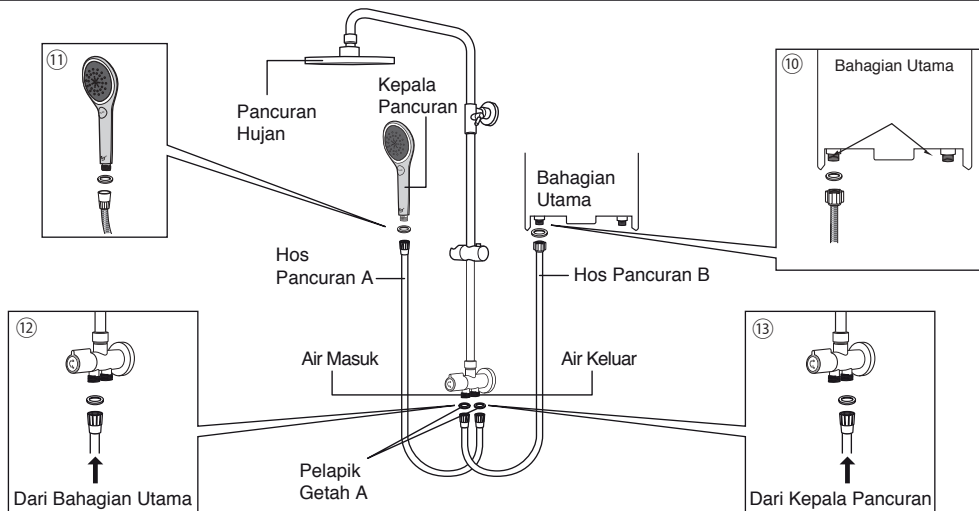 ⑪
Pancuran
Hujan
Kepala
Pancuran
⑩
Bahagian Utama
Bahagian
Utama
Hos
Pancuran A
Hos Pancuran B
⑫
Dari Bahagian Utama
Air Masuk
Air Keluar
Pelapik
Getah A
⑬
Dari Kepala Pancuran